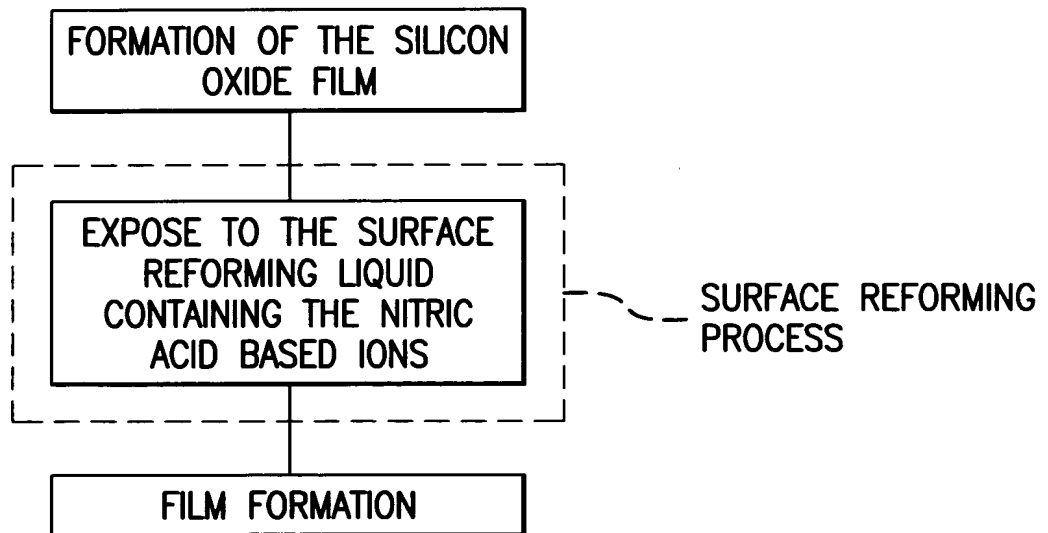 FORMATION OF THE SILICON
OXIDE FILM
EXPOSE TO THE SURFACE
REFORMING LIQUID
CONTAINING THE NITRIC
ACID BASED IONS
SURFACE REFORMING
PROCESS
FILM FORMATION